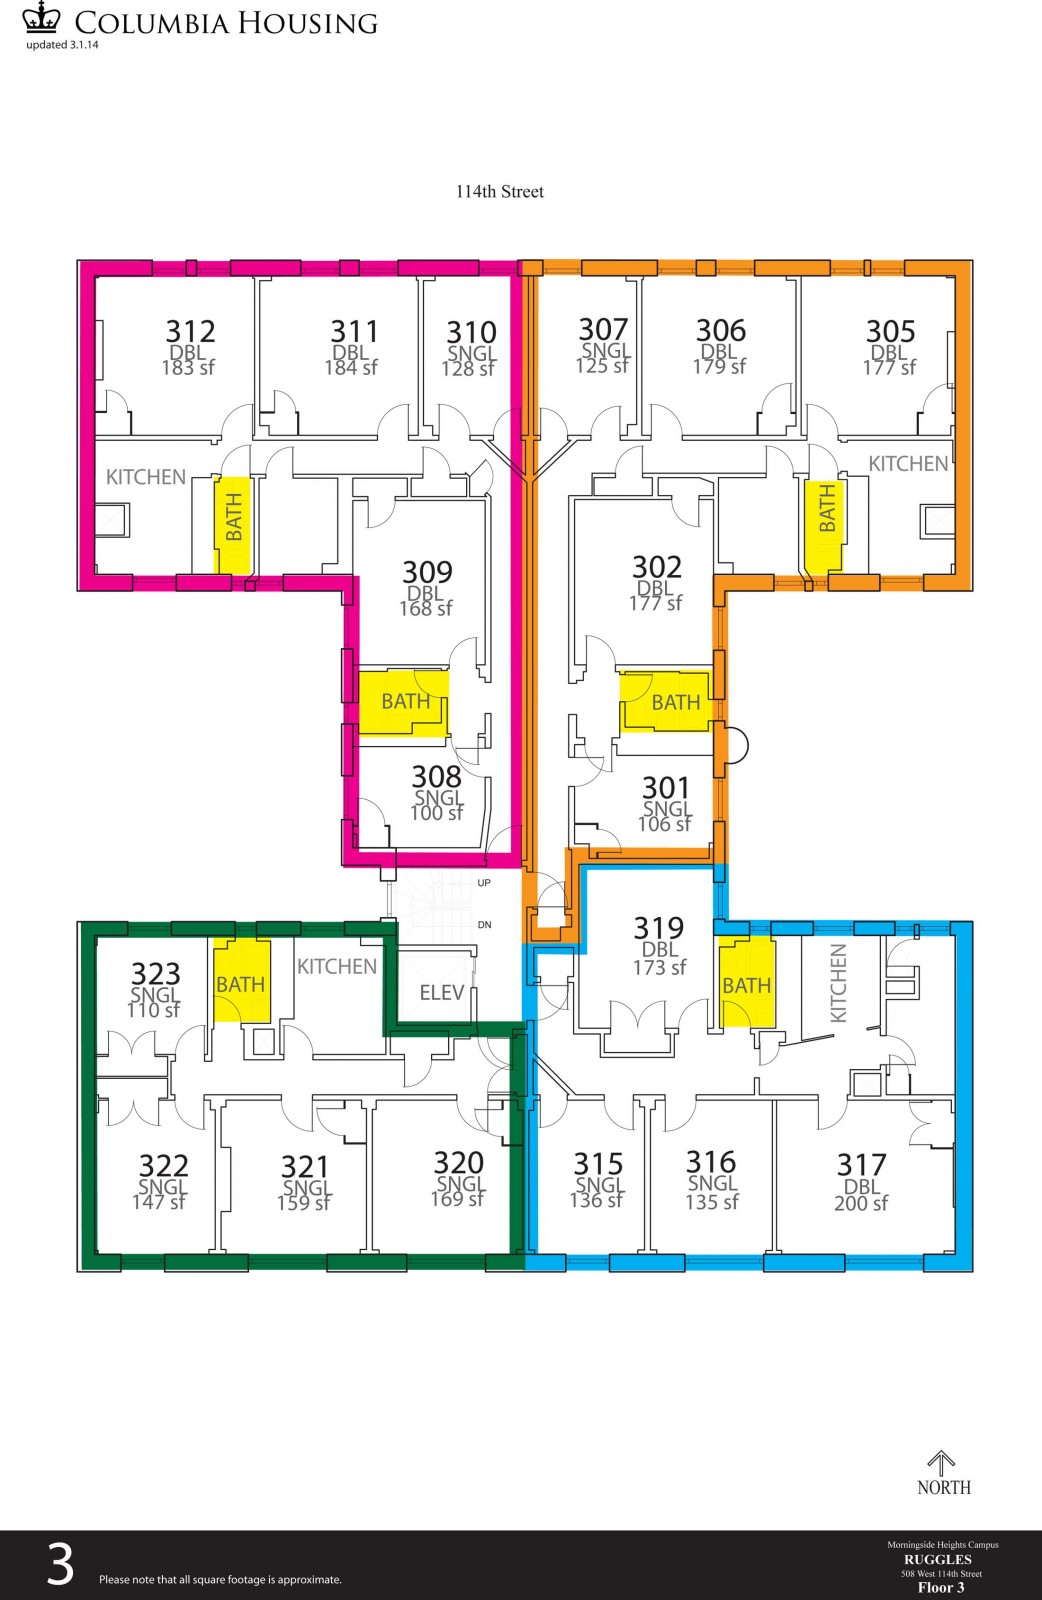 COLUMBIA HOUSING
updated 3.1.14
114th Street
312
DBL
183 sf
311
DBL
184 sf
310
SNGL
128 sf
307
SNGL
125 sf
306
DBL
179 sf
305
DBL
177 sf
KITCHEN
BATH
309
DBL
168 sf
302
DBL
177 sf
BATH
KITCHEN
BATH
BATH
308
SNGL
100 sf
301
SNGL
106 sf
UP
DN
323
SNGL
110 sf
BATH
KITCHEN
ELEV
319
DBL
173 sf
BATH
KITCHEN
322
SNGL
147 sf
321
SNGL
159 sf
320
SNGL
169 sf
315
SNGL
136 sf
316
SNGL
135 sf
317
DBL
200 sf
NORTH
3
Please note that all square footage is approximate.
Morningside Heights Campus
RUGGLES
508 West 114th Street
Floor 3